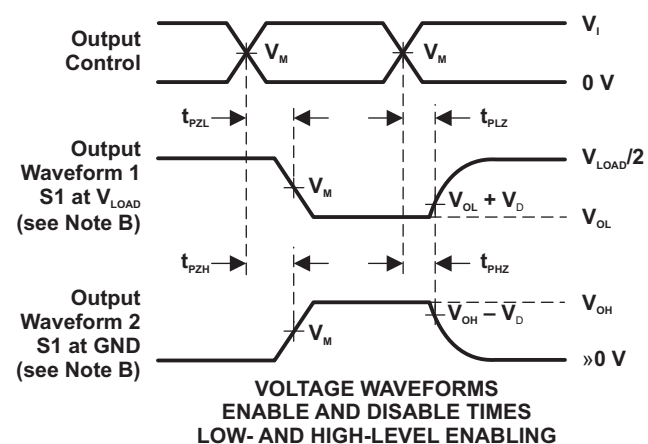 Output
Control
V_M
V_M
V_I
0 V
t_PZL
t_PLZ
Output
Waveform 1
S1 at V_LOAD
(see Note B)
V_M
V_LOAD/2
V_OL + V_D
V_OL
t_PZH
t_PHZ
Output
Waveform 2
S1 at GND
(see Note B)
V_M
V_OH
V_OH – V_D
»0 V
VOLTAGE WAVEFORMS
ENABLE AND DISABLE TIMES
LOW- AND HIGH-LEVEL ENABLING